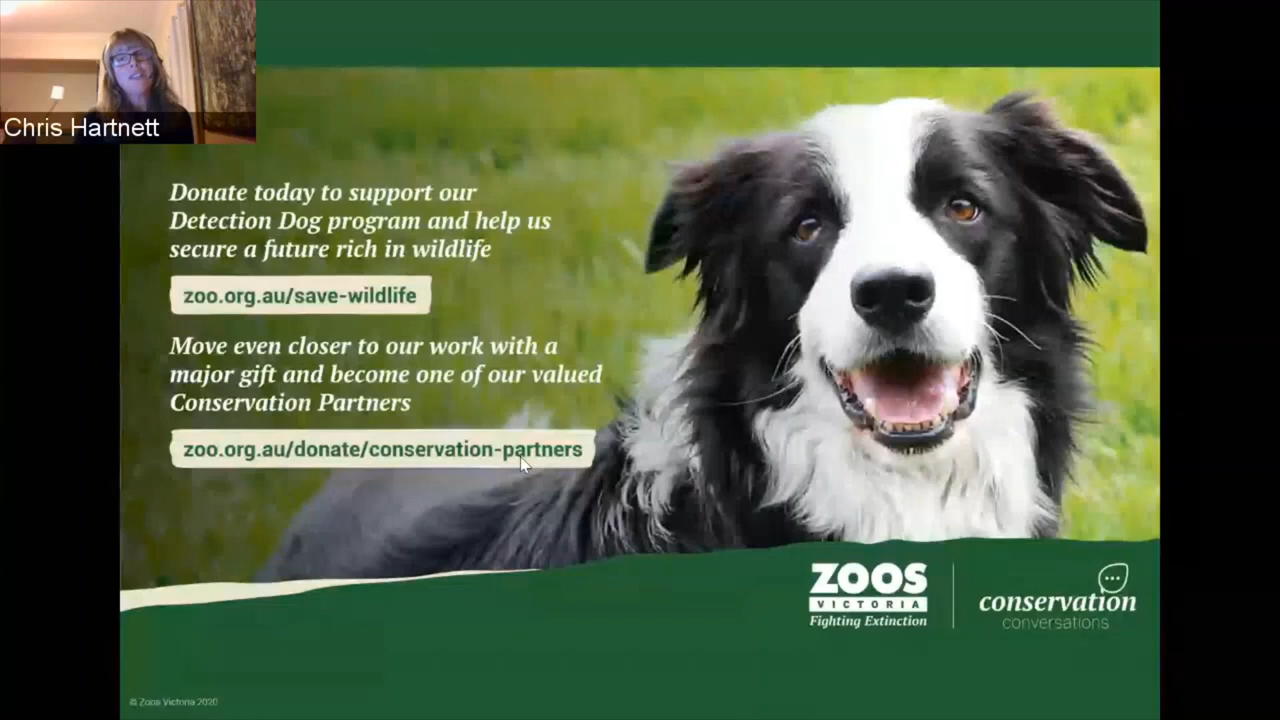 Chris Hartnett
Donate today to support our
Detection Dog program and help us
secure a future rich in wildlife
zoo.org.au/save-wildlife
Move even closer to our work with a
major gift and become one of our valued
Conservation Partners
zoo.org.au/donate/conservation-partners
ZOOS
VICTORIA
Fighting Extinction
conservation
conversations
© Zoos Victoria 2020